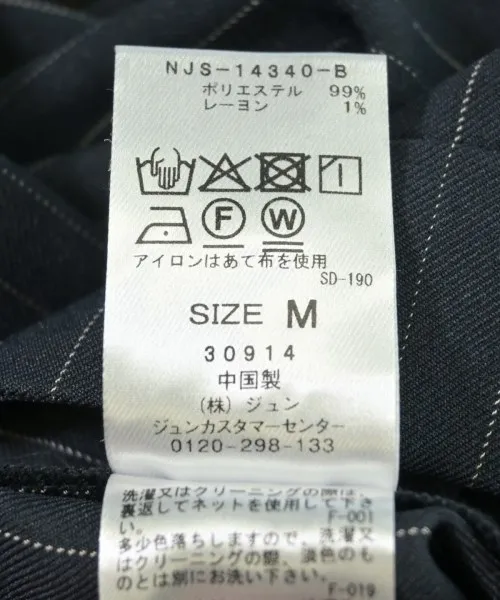 NJS-14340-B
ポリエステル 99%
レーヨン 1%
F W
アイロンはあて布を使用
SD-190
SIZE M
30914
中国製
(株) ジュン
ジュンカスタマーセンター
0120-298-133
洗濯又はクリーニングの際は、
裏返してネットを使用して下さ
い。 F-001
多少色落ちしますので、洗濯又
はクリーニングの際、淡色のも
のとは別にお洗い下さい。
F-019